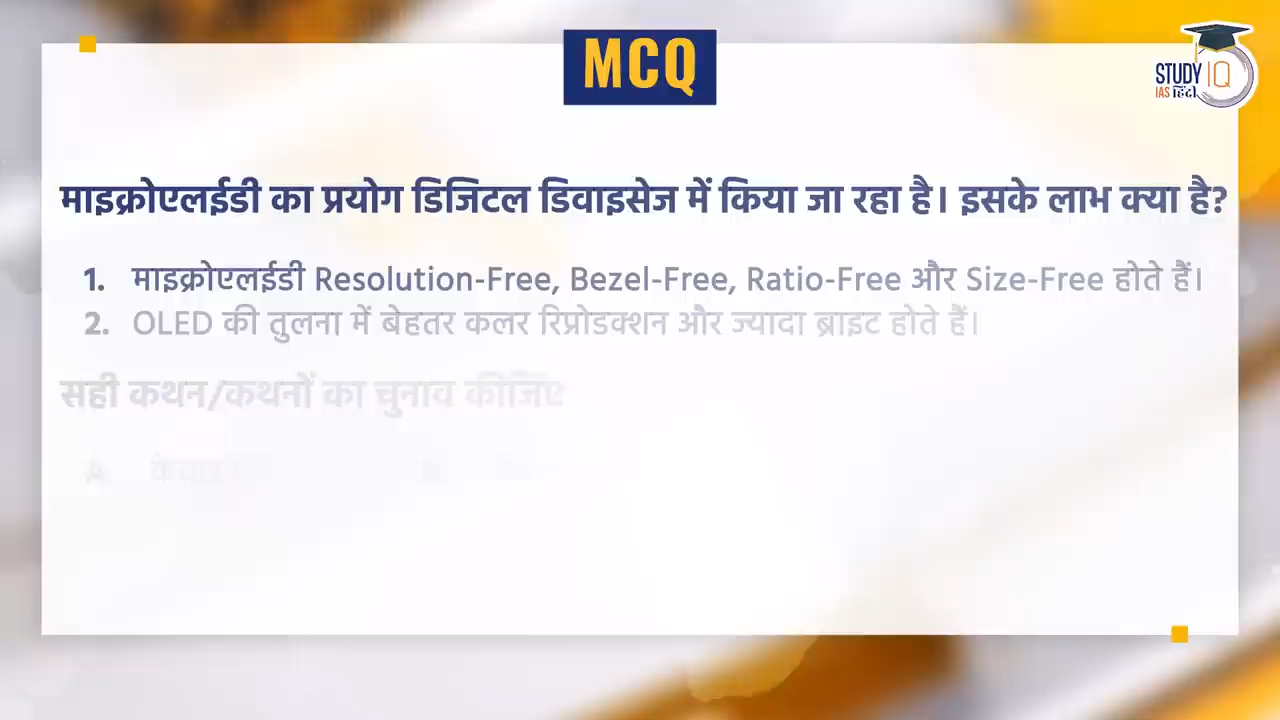 MCQ
STUDY IQ
IAS हिंदी
माइक्रोएलईडी का प्रयोग डिजिटल डिवाइसेज में किया जा रहा है। इसके लाभ क्या है?
1. माइक्रोएलईडी Resolution-Free, Bezel-Free, Ratio-Free और Size-Free होते हैं।
2. OLED की तुलना में बेहतर कलर रिप्रोडक्शन और ज्यादा ब्राइट होते हैं।
सही कथन/कथनों का चुनाव कीजिए